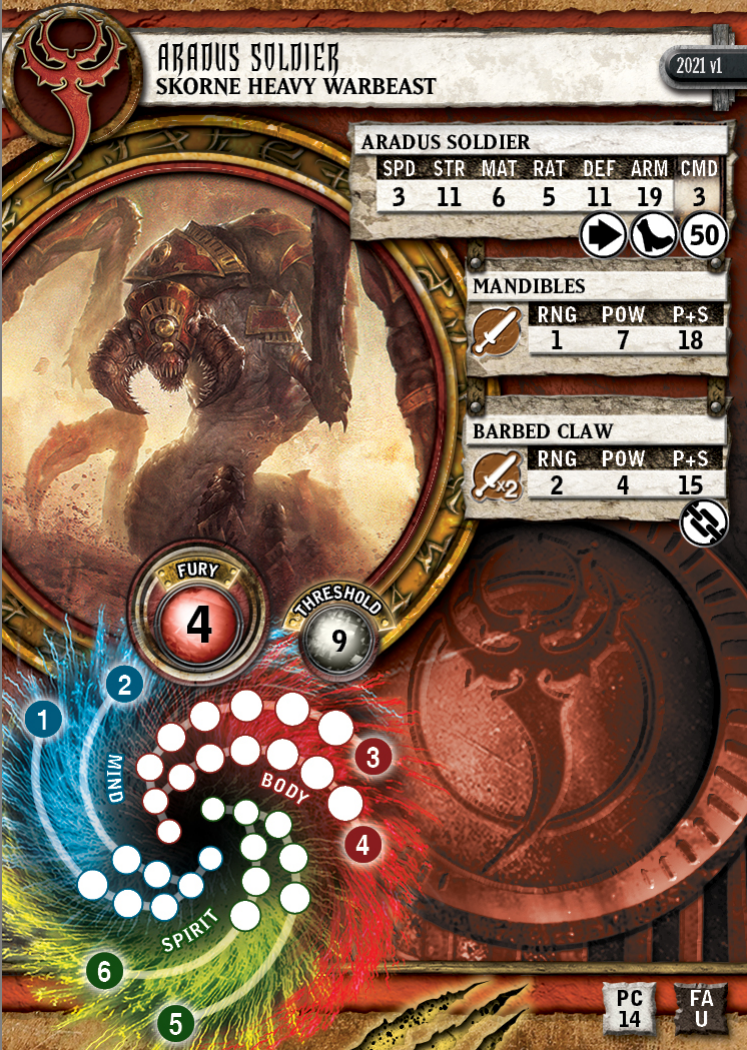 ARADUS SOLDIER
SKORNE HEAVY WARBEAST
2021 v1
ARADUS SOLDIER
SPD STR MAT RAT DEF ARM CMD
3 11 6 5 11 19 3
50
MANDIBLES
RNG POW P+S
1 7 18
BARBED CLAW
RNG POW P+S
x2 2 4 15
FURY
4
THRESHOLD
9
1
2
MIND
BODY
3
4
SPIRIT
6
5
PC
14
FA
U